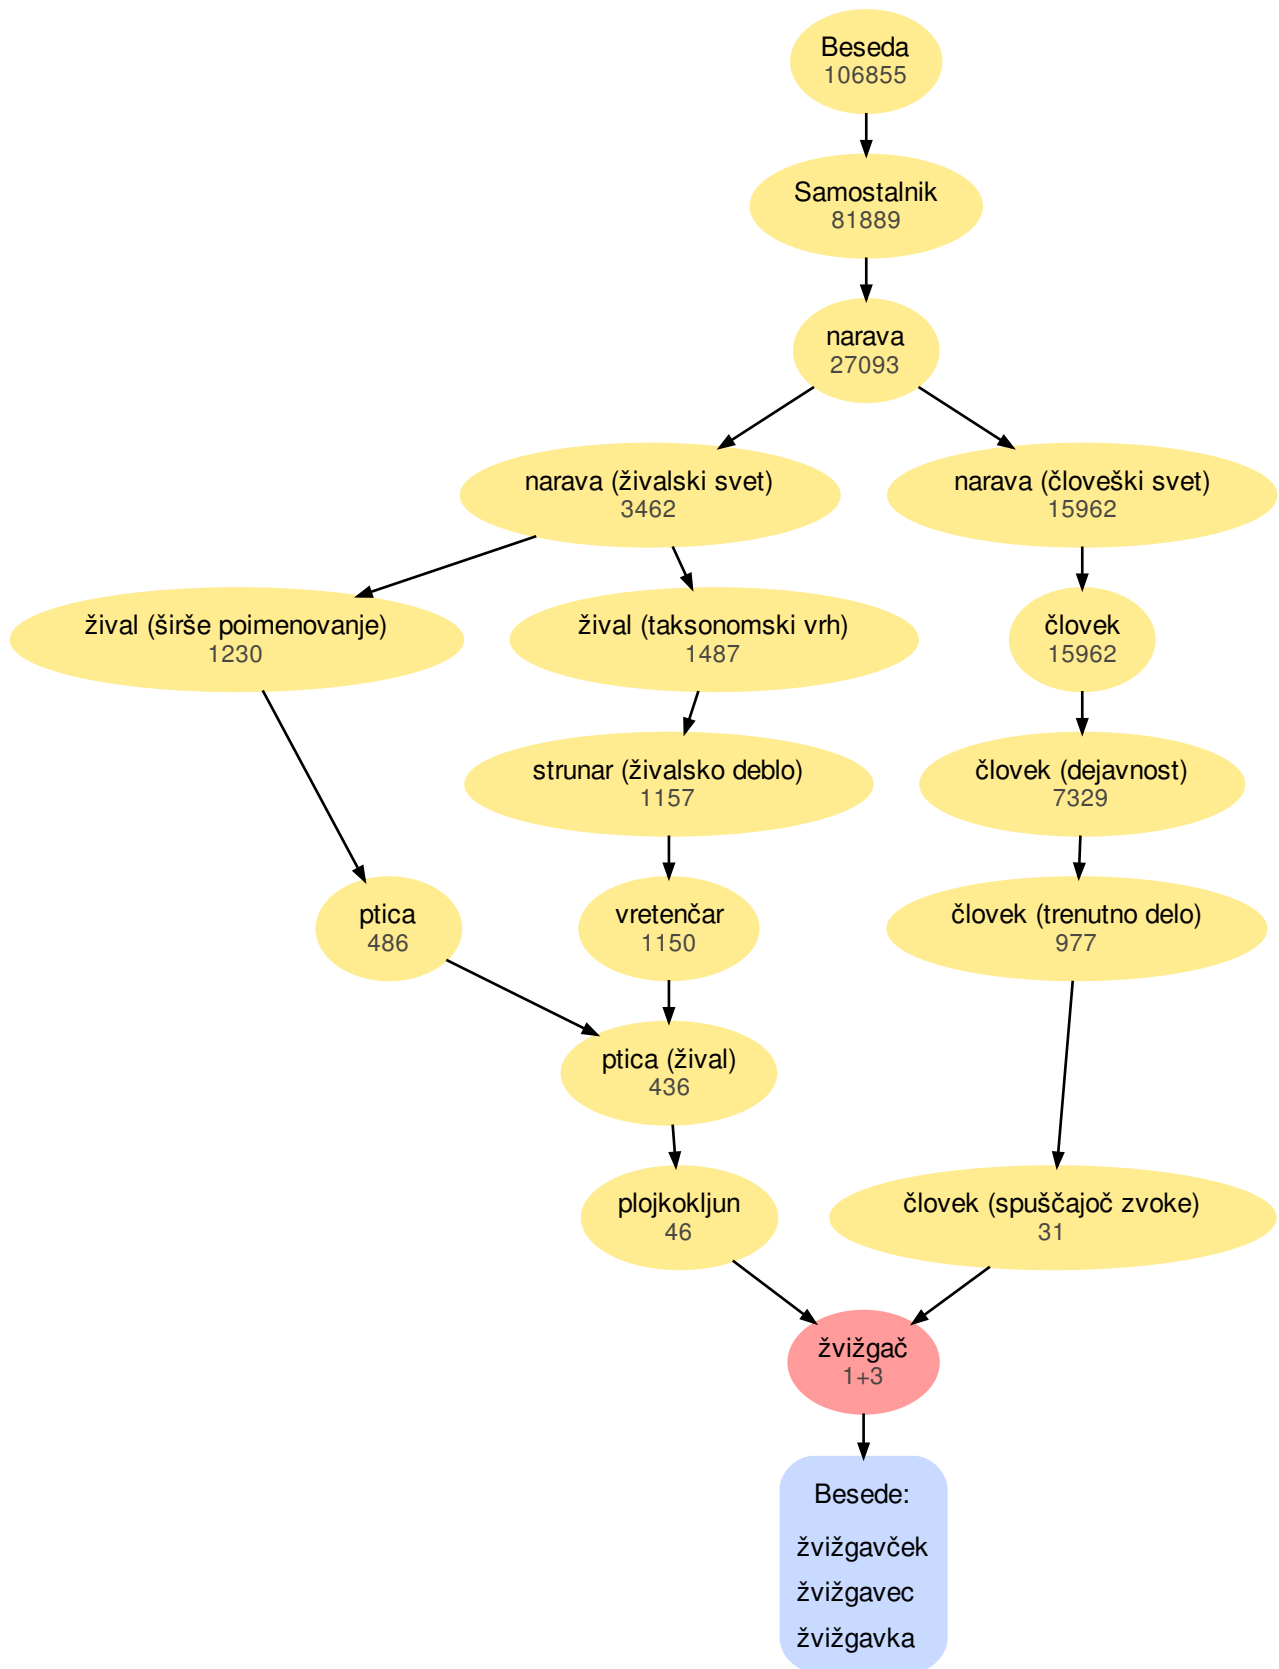 Beseda
106855
Samostalnik
81889
narava
27093
narava (živalski svet)
3462
narava (človeški svet)
15962
žival (širše poimenovanje)
1230
žival (taksonomski vrh)
1487
človek
15962
strunar (živalsko deblo)
1157
človek (dejavnost)
7329
ptica
486
vretenčar
1150
človek (trenutno delo)
977
ptica (žival)
436
plojkokljun
46
človek (spuščajoč zvoke)
31
žvižgač
1+3
Besede:
žvižgavček
žvižgavec
žvižgavka